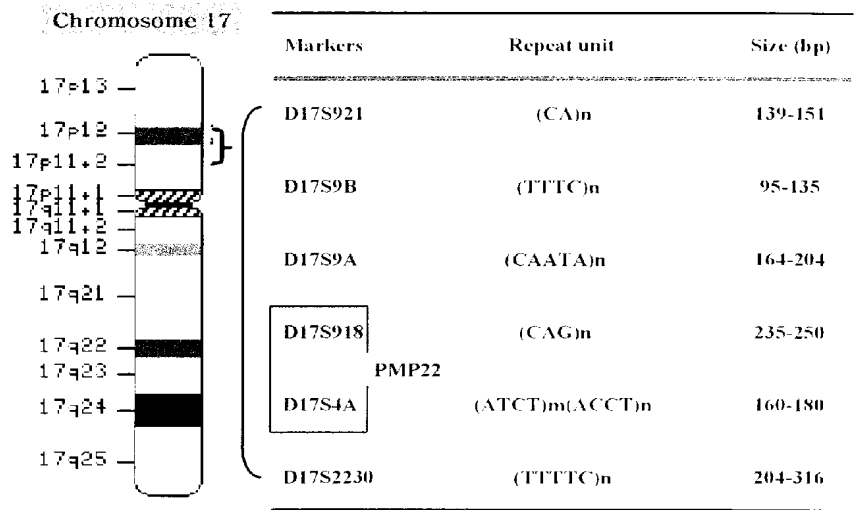 Chromosome 17
17p13
17p12
17p11.2
17p11.1
17q11.1
17q11.2
17q12
17q21
17q22
17q23
17q24
17q25
Markers Repeat unit Size (bp)
D17S921 (CA)n 139-151
D17S9B (TTTC)n 95-135
D17S9A (CAATA)n 164-204
D17S918 (CAG)n 235-250
PMP22
D17S4A (ATCT)m(ACCT)n 160-180
D17S2230 (TTTTC)n 204-316